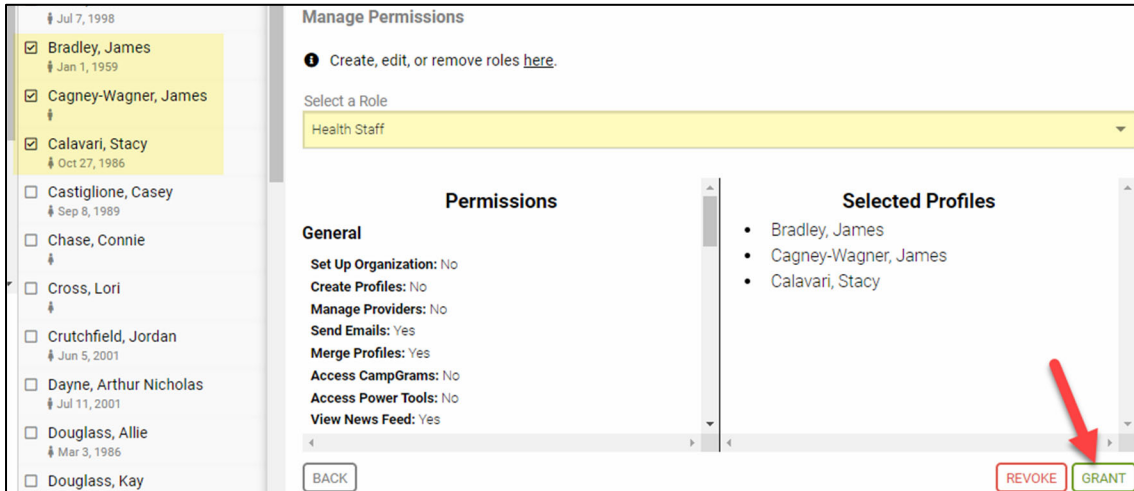 Jul 7, 1998
Bradley, James
Jan 1, 1959
Cagney-Wagner, James
Calavari, Stacy
Oct 27, 1986
Castiglione, Casey
Sep 8, 1989
Chase, Connie
Cross, Lori
Crutchfield, Jordan
Jun 5, 2001
Dayne, Arthur Nicholas
Jul 11, 2001
Douglass, Allie
Mar 3, 1986
Douglass, Kay
Manage Permissions
Create, edit, or remove roles here.
Select a Role
Health Staff
Permissions
General
Set Up Organization: No
Create Profiles: No
Manage Providers: No
Send Emails: Yes
Merge Profiles: Yes
Access CampGrams: No
Access Power Tools: No
View News Feed: Yes
Selected Profiles
Bradley, James
Cagney-Wagner, James
Calavari, Stacy
BACK
REVOKE
GRANT